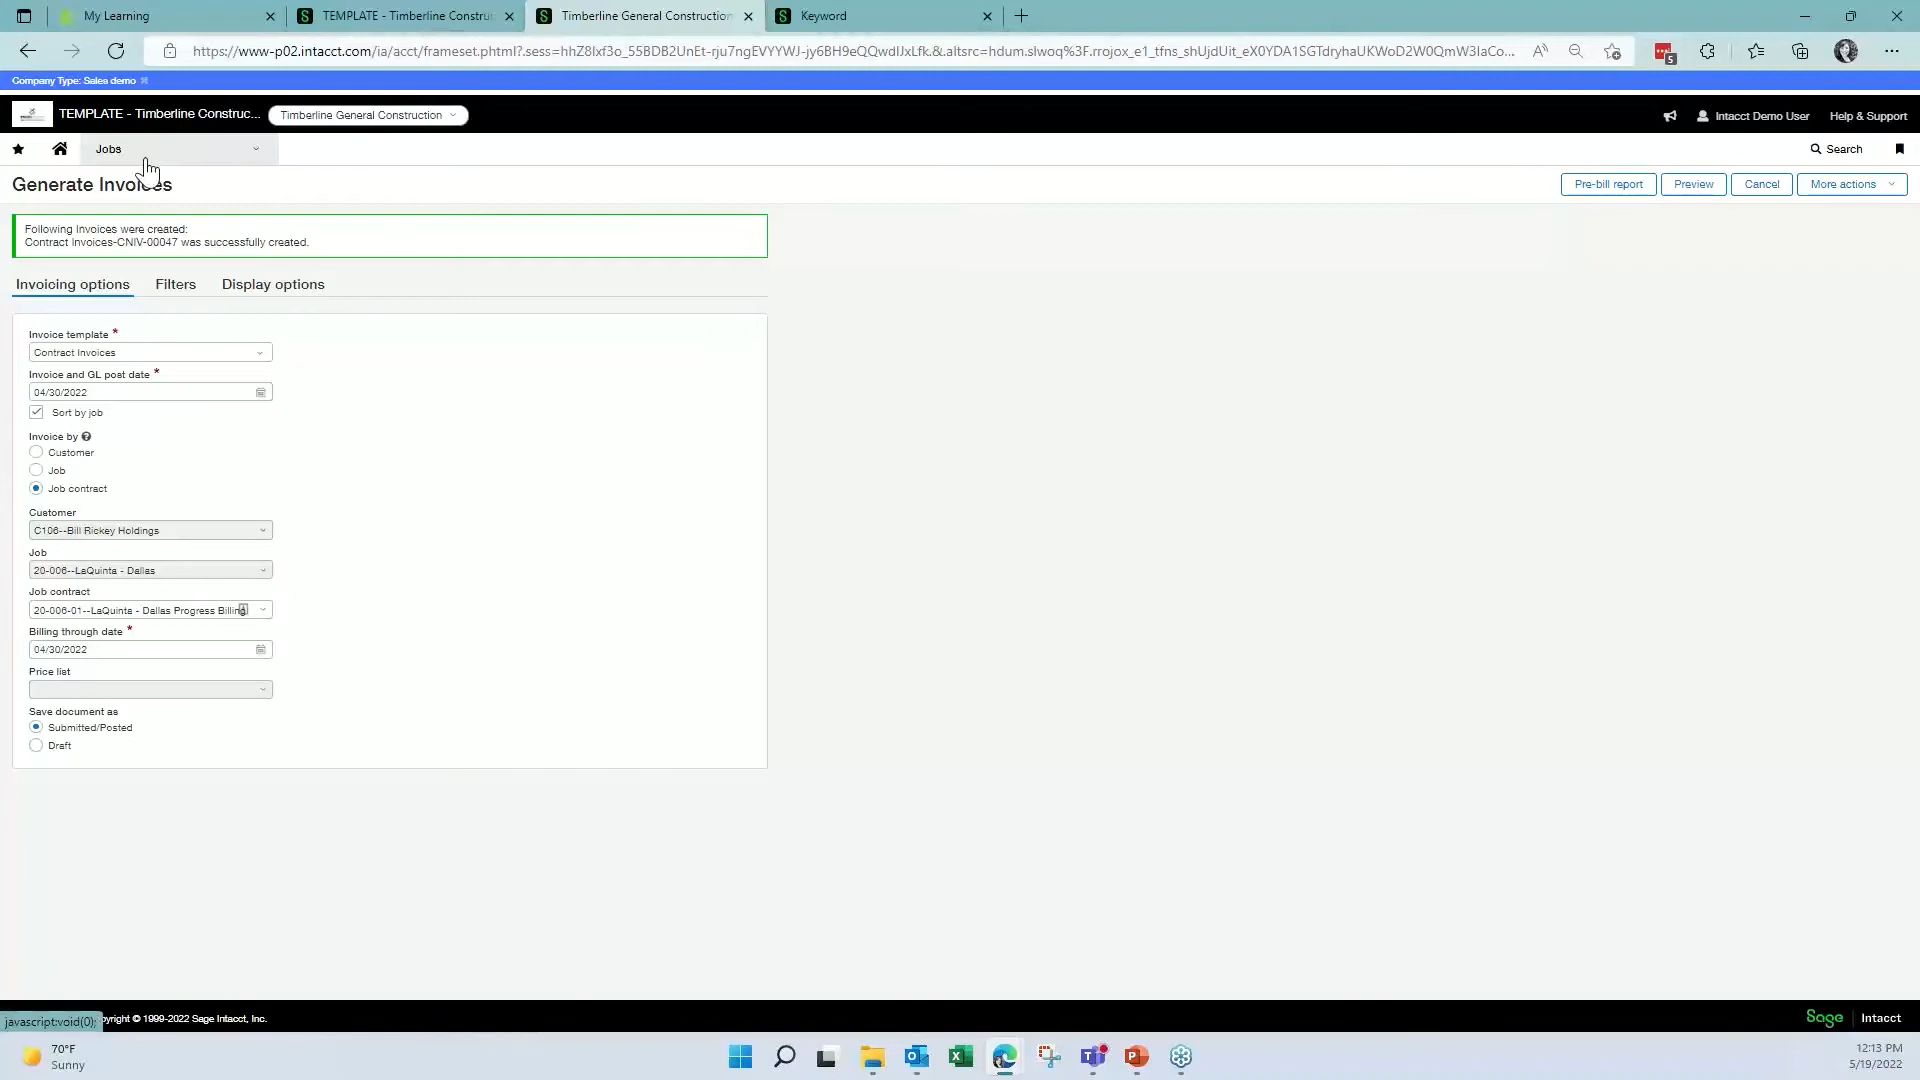 My Learning
TEMPLATE - Timberline Constru
Timberline General Construction
Keyword
https://www-p02.intacct.com/ia/acct/frameset.phtml?.sess=hhZ8lxf3o_55BDB2UnEt-rju7ngEVYYWJ-jy6BH9eQQwdIJxLfk.&.altsrc=hdum.slwoq%3F.rrojox_e1_tfns_shUjdUit_eX0YDA1SGTdryhaUKWoD2W0QmW3IaCo...
5
Company Type: Sales demo
TEMPLATE - Timberline Construc...
Timberline General Construction
Intacct Demo User
Help & Support
Jobs
Search
Generate Invoices
Pre-bill report
Preview
Cancel
More actions
Following Invoices were created:
Contract Invoices-CNIV-00047 was successfully created.
Invoicing options
Filters
Display options
Invoice template *
Contract Invoices
Invoice and GL post date *
04/30/2022
Sort by job
Invoice by
Customer
Job
Job contract
Customer
C106--Bill Rickey Holdings
Job
20-006--LaQuinta - Dallas
Job contract
20-006-01--LaQuinta - Dallas Progress Billing
Billing through date *
04/30/2022
Price list
Save document as
Submitted/Posted
Draft
javascript:void(0);
pyright © 1999-2022 Sage Intacct, Inc.
Sage Intacct
70°F
Sunny
12:13 PM
5/19/2022